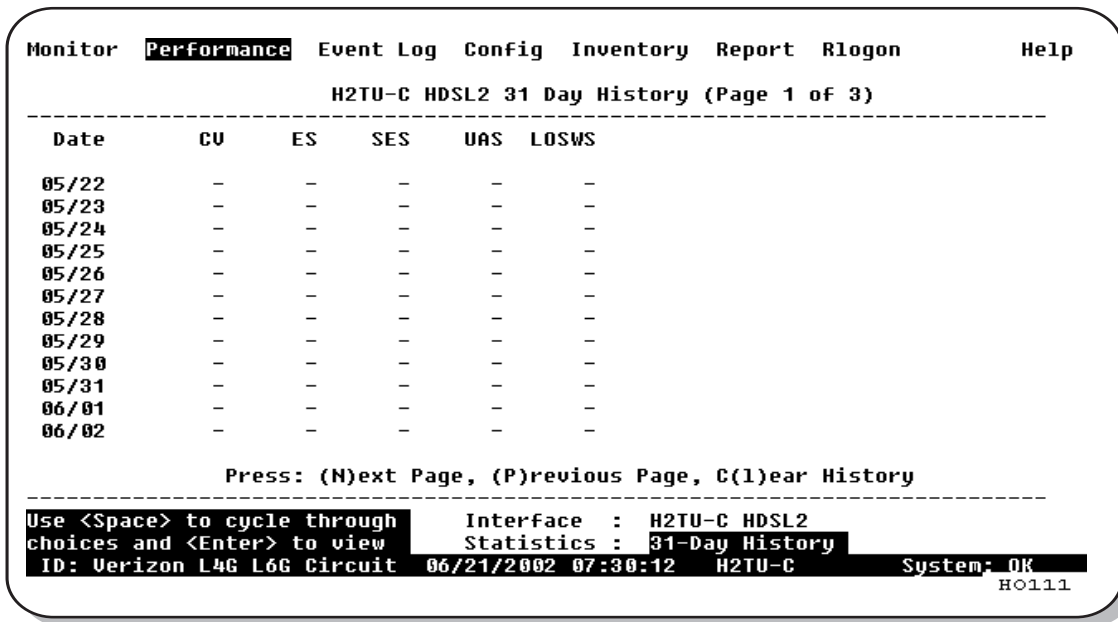 Monitor Performance Event Log Config Inventory Report Rlogon Help
H2TU-C HDSL2 31 Day History (Page 1 of 3)
--------------------------------------------------------------------------------
Date CV ES SES UAS LOSWS
05/22 - - - - -
05/23 - - - - -
05/24 - - - - -
05/25 - - - - -
05/26 - - - - -
05/27 - - - - -
05/28 - - - - -
05/29 - - - - -
05/30 - - - - -
05/31 - - - - -
06/01 - - - - -
06/02 - - - - -
Press: (N)ext Page, (P)revious Page, C(l)ear History
--------------------------------------------------------------------------------
Use <Space> to cycle through Interface : H2TU-C HDSL2
choices and <Enter> to view Statistics : 31-Day History
ID: Verizon L4G L6G Circuit 06/21/2002 07:30:12 H2TU-C System: OK
HO111